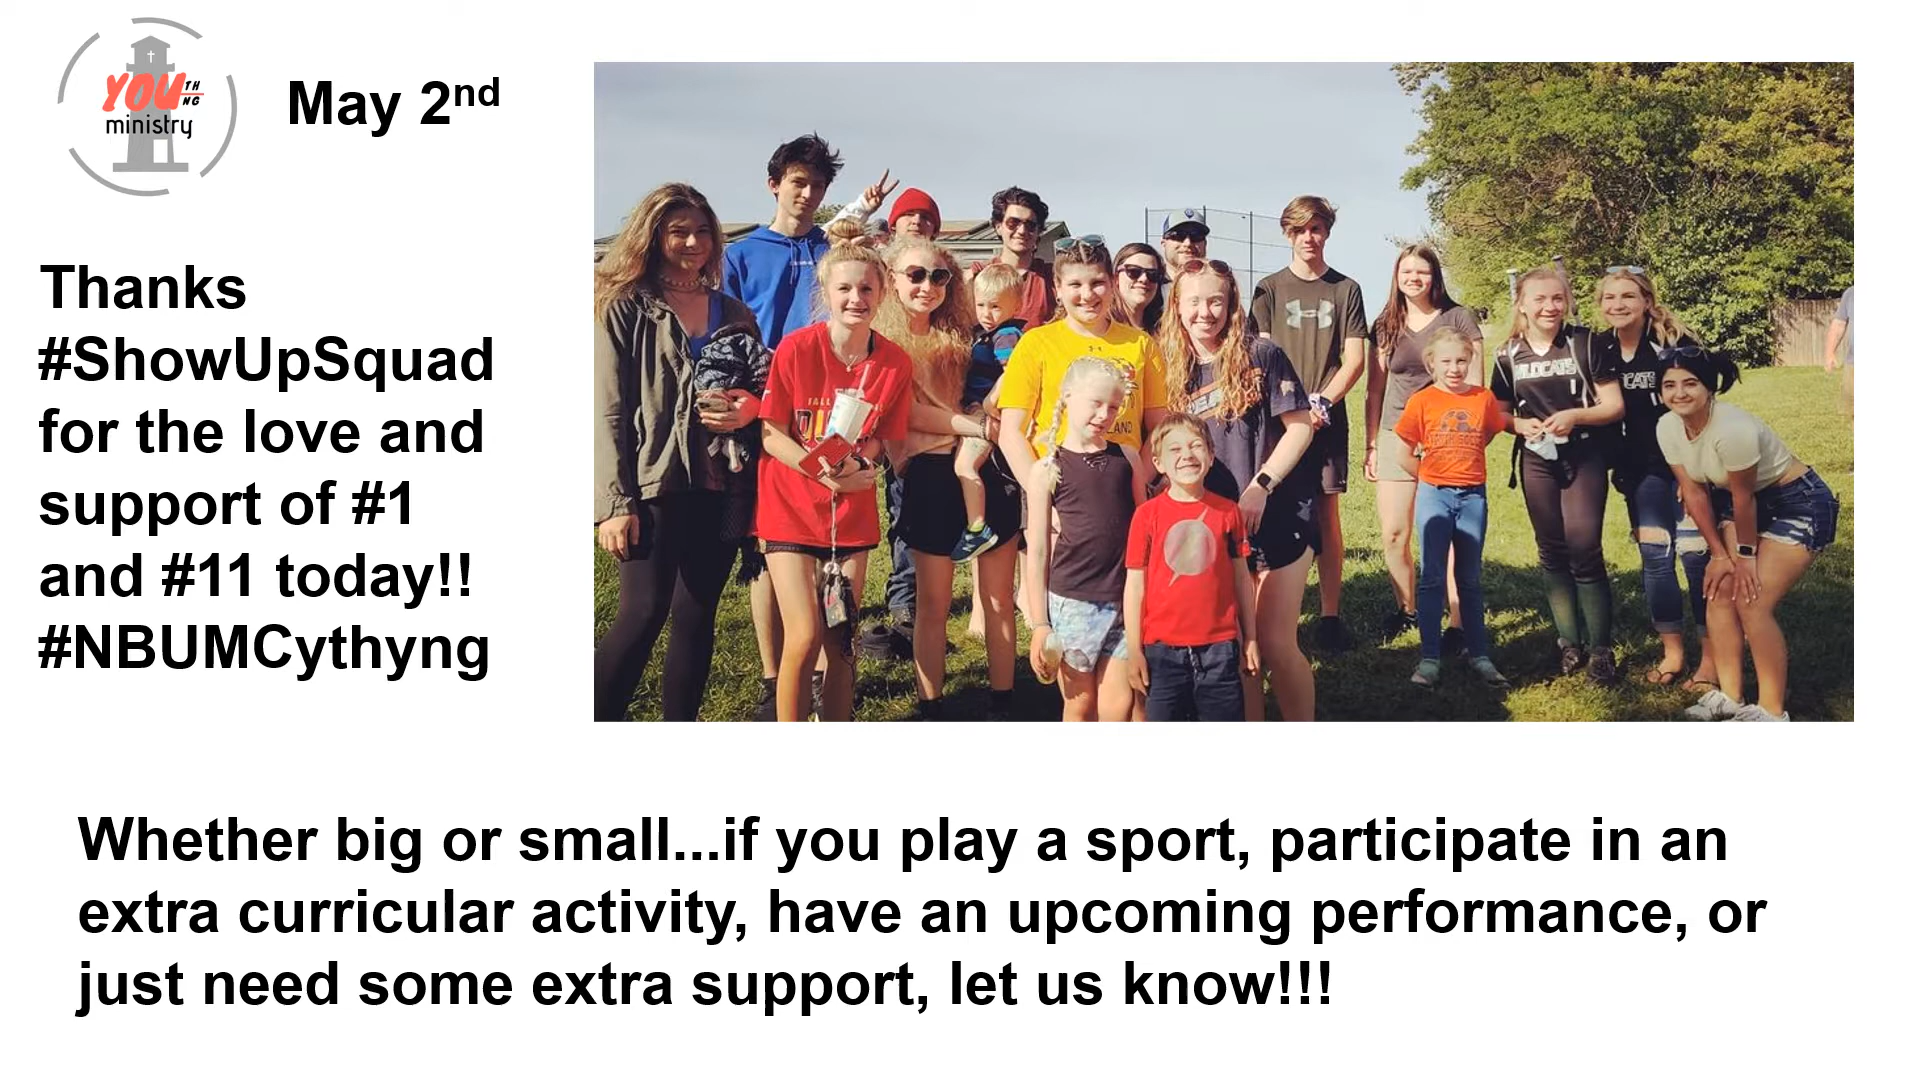 YOU TH
NG
ministry
May 2nd
Thanks
#ShowUpSquad
for the love and
support of #1
and #11 today!!
#NBUMCythyng
WILDCATS
CATS
Whether big or small...if you play a sport, participate in an
extra curricular activity, have an upcoming performance, or
just need some extra support, let us know!!!